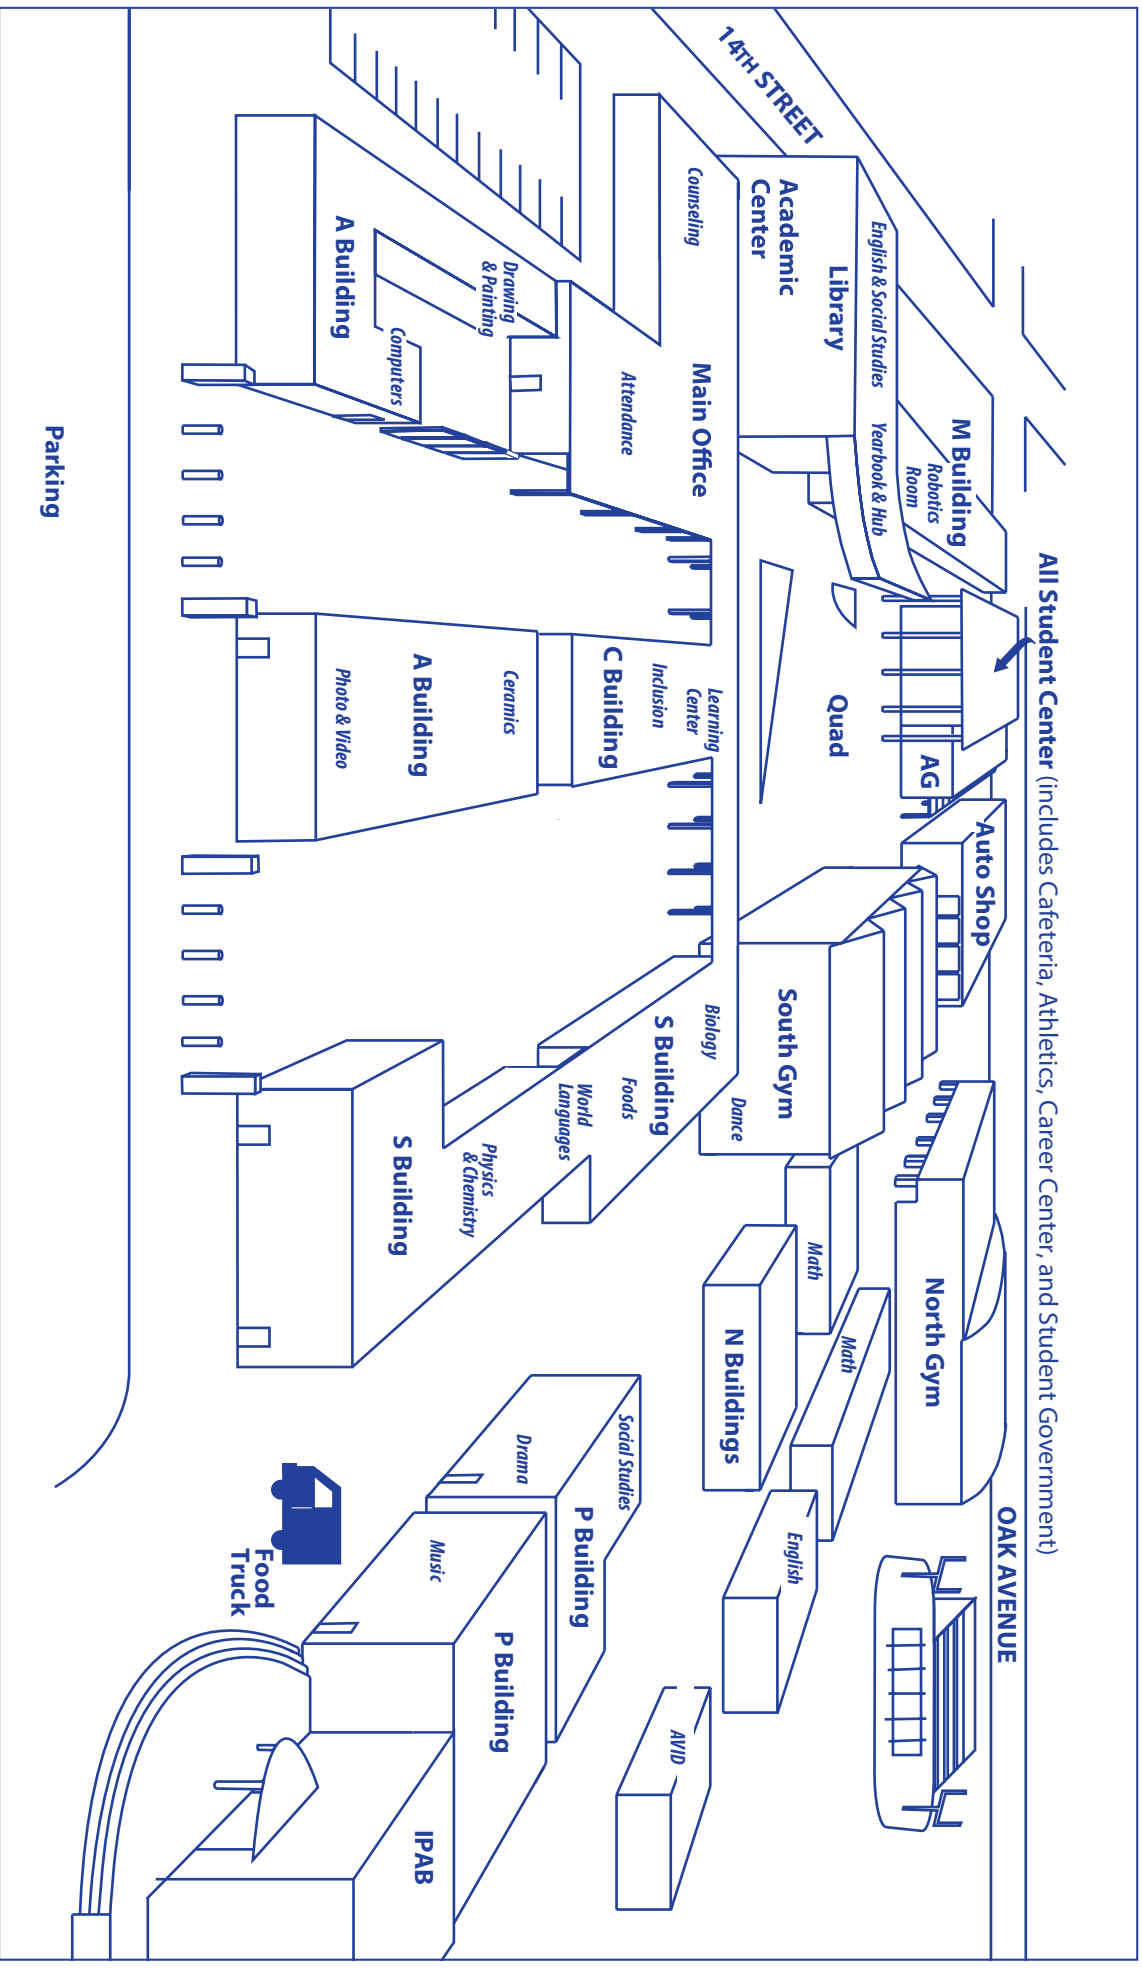 All Student Center (includes Cafeteria, Athletics, Career Center, and Student Government)
OAK AVENUE
14TH STREET
M Building
Robotics
Room
English & Social Studies
Yearbook & Hub
Library
Academic
Center
AG
Auto Shop
North Gym
Quad
South Gym
Dance
Math
Math
N Buildings
English
AVID
Counseling
Main Office
Attendance
Learning
Center
Inclusion
C Building
Biology
S Building
Foods
World
Languages
Social Studies
P Building
Drama
Drawing
& Painting
Computers
A Building
Ceramics
A Building
Photo & Video
Physics
& Chemistry
S Building
Music
P Building
IPAB
Food
Truck
Parking